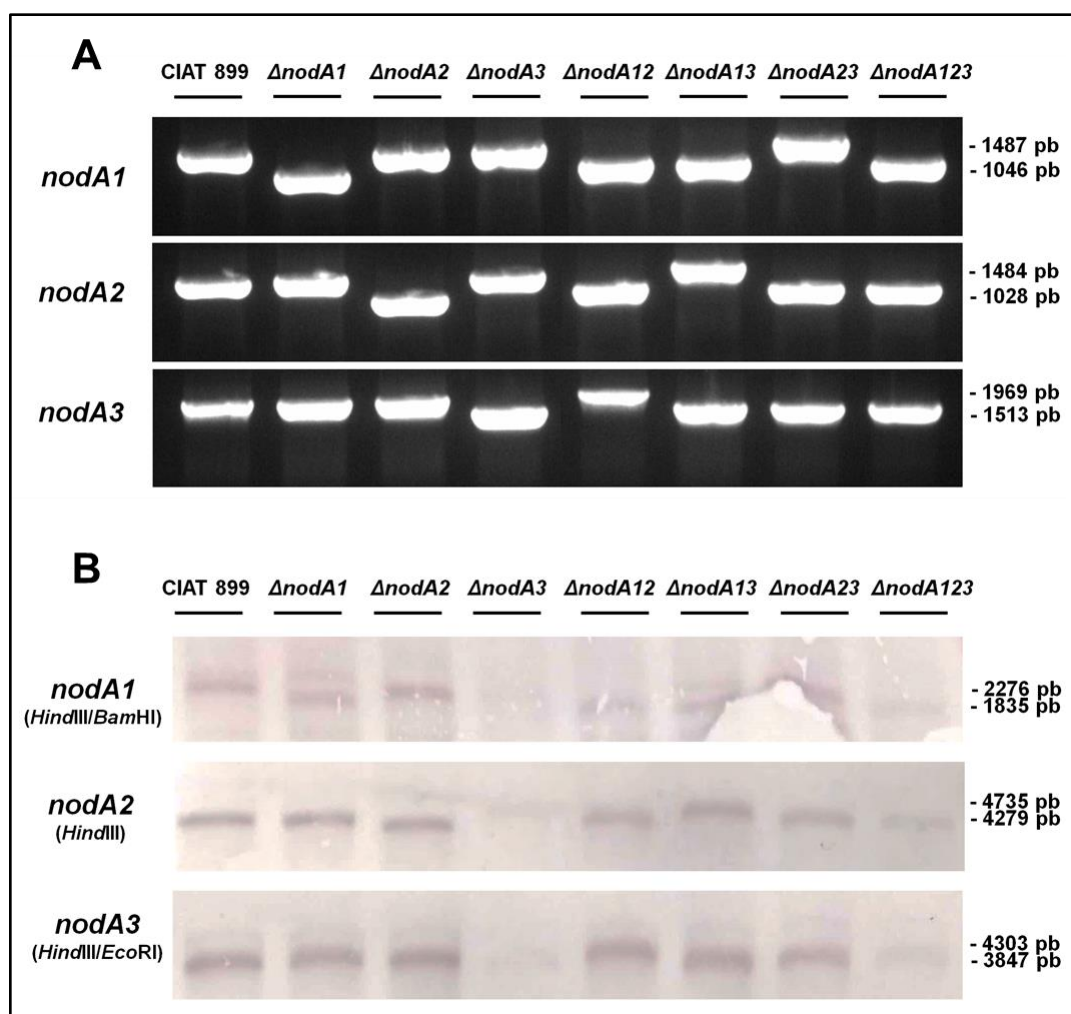 A
CIAT 899 ΔnodA1 ΔnodA2 ΔnodA3 ΔnodA12 ΔnodA13 ΔnodA23 ΔnodA123
nodA1
- 1487 pb
- 1046 pb
nodA2
- 1484 pb
- 1028 pb
nodA3
- 1969 pb
- 1513 pb
B
CIAT 899 ΔnodA1 ΔnodA2 ΔnodA3 ΔnodA12 ΔnodA13 ΔnodA23 ΔnodA123
nodA1
(HindIII/BamHI)
- 2276 pb
- 1835 pb
nodA2
(HindIII)
- 4735 pb
- 4279 pb
nodA3
(HindIII/EcoRI)
- 4303 pb
- 3847 pb